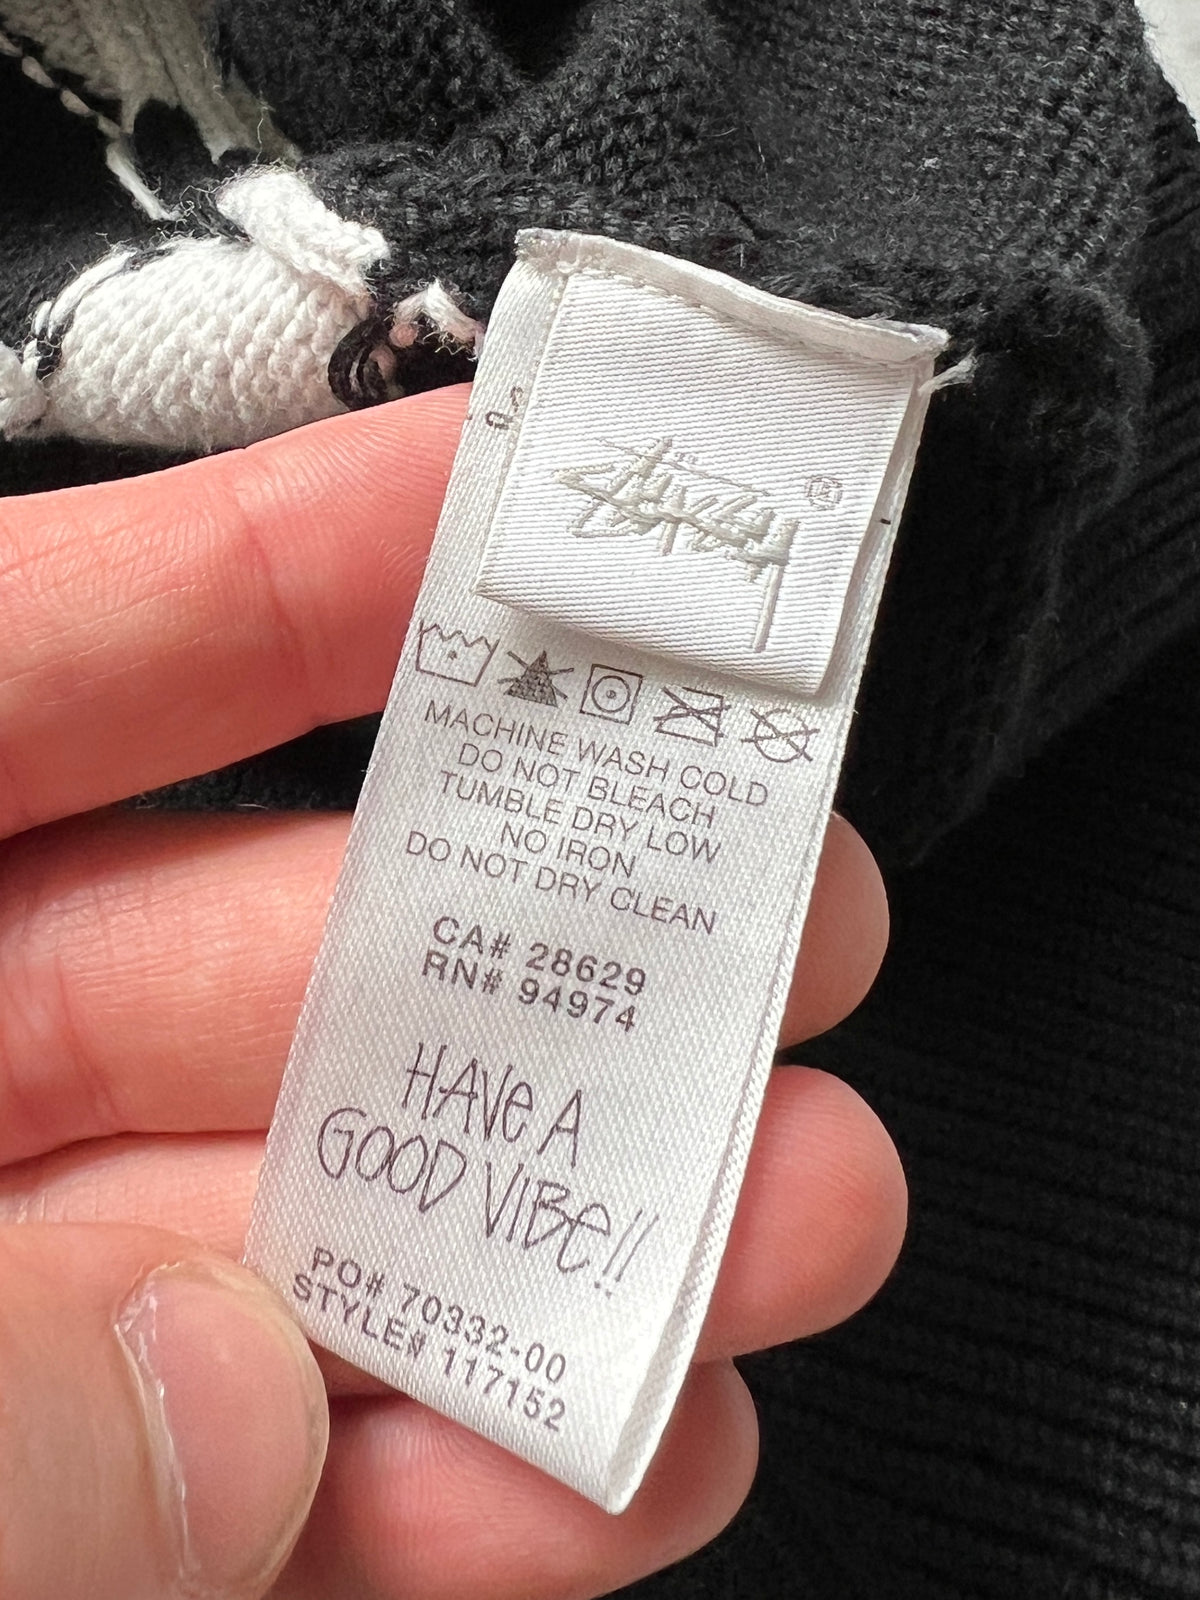 Stüssy ®
MACHINE WASH COLD
DO NOT BLEACH
TUMBLE DRY LOW
NO IRON
DO NOT DRY CLEAN
CA# 28629
RN# 94974
HAVE A
GOOD VIBE!!
PO# 70332-00
STYLE# 117152